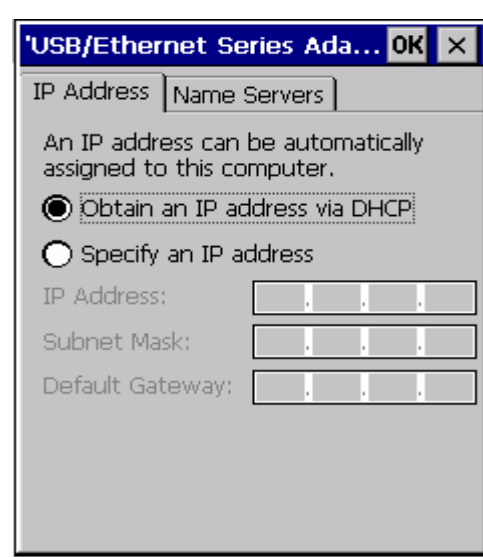 'USB/Ethernet Series Ada... OK ×
IP Address Name Servers
An IP address can be automatically
assigned to this computer.
Obtain an IP address via DHCP
Specify an IP address
IP Address: . . .
Subnet Mask: . . .
Default Gateway: . . .